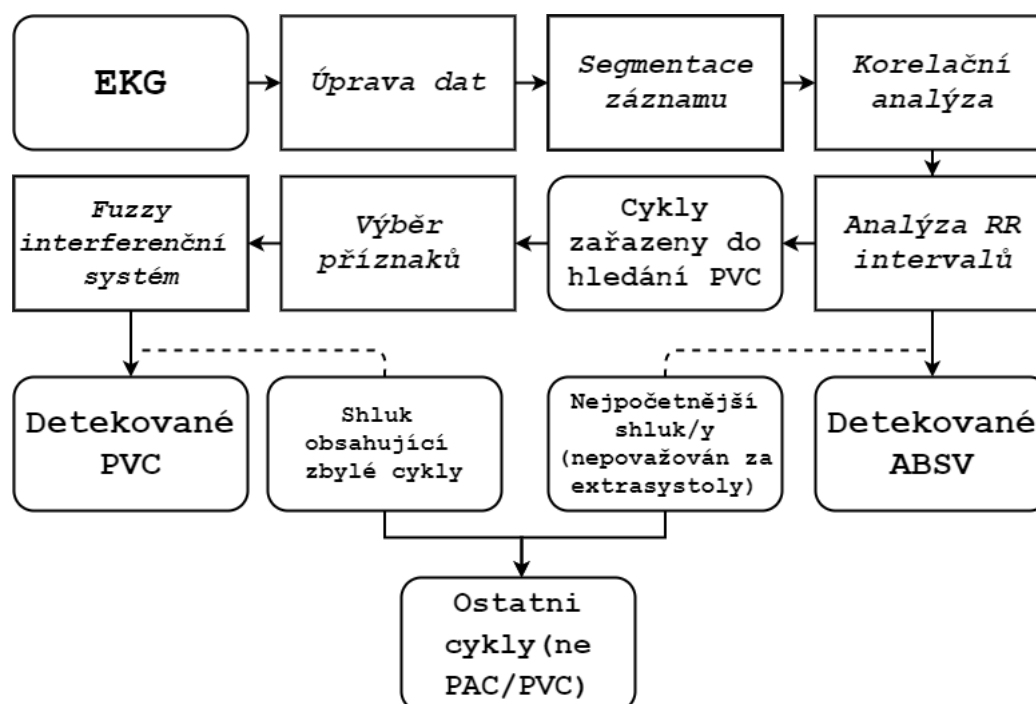 EKG
Úprava dat
Segmentace
záznamu
Korelační
analýza
Fuzzy
interferenční
systém
Výběr
příznaků
Cykly
zařazeny do
hledání PVC
Analýza RR
intervalů
Detekované
PVC
Shluk
obsahující
zbylé cykly
Nejpočetnější
shluk/y
(nepovažován za
extrasystoly)
Detekované
ABSV
Ostatni
cykly(ne
PAC/PVC)